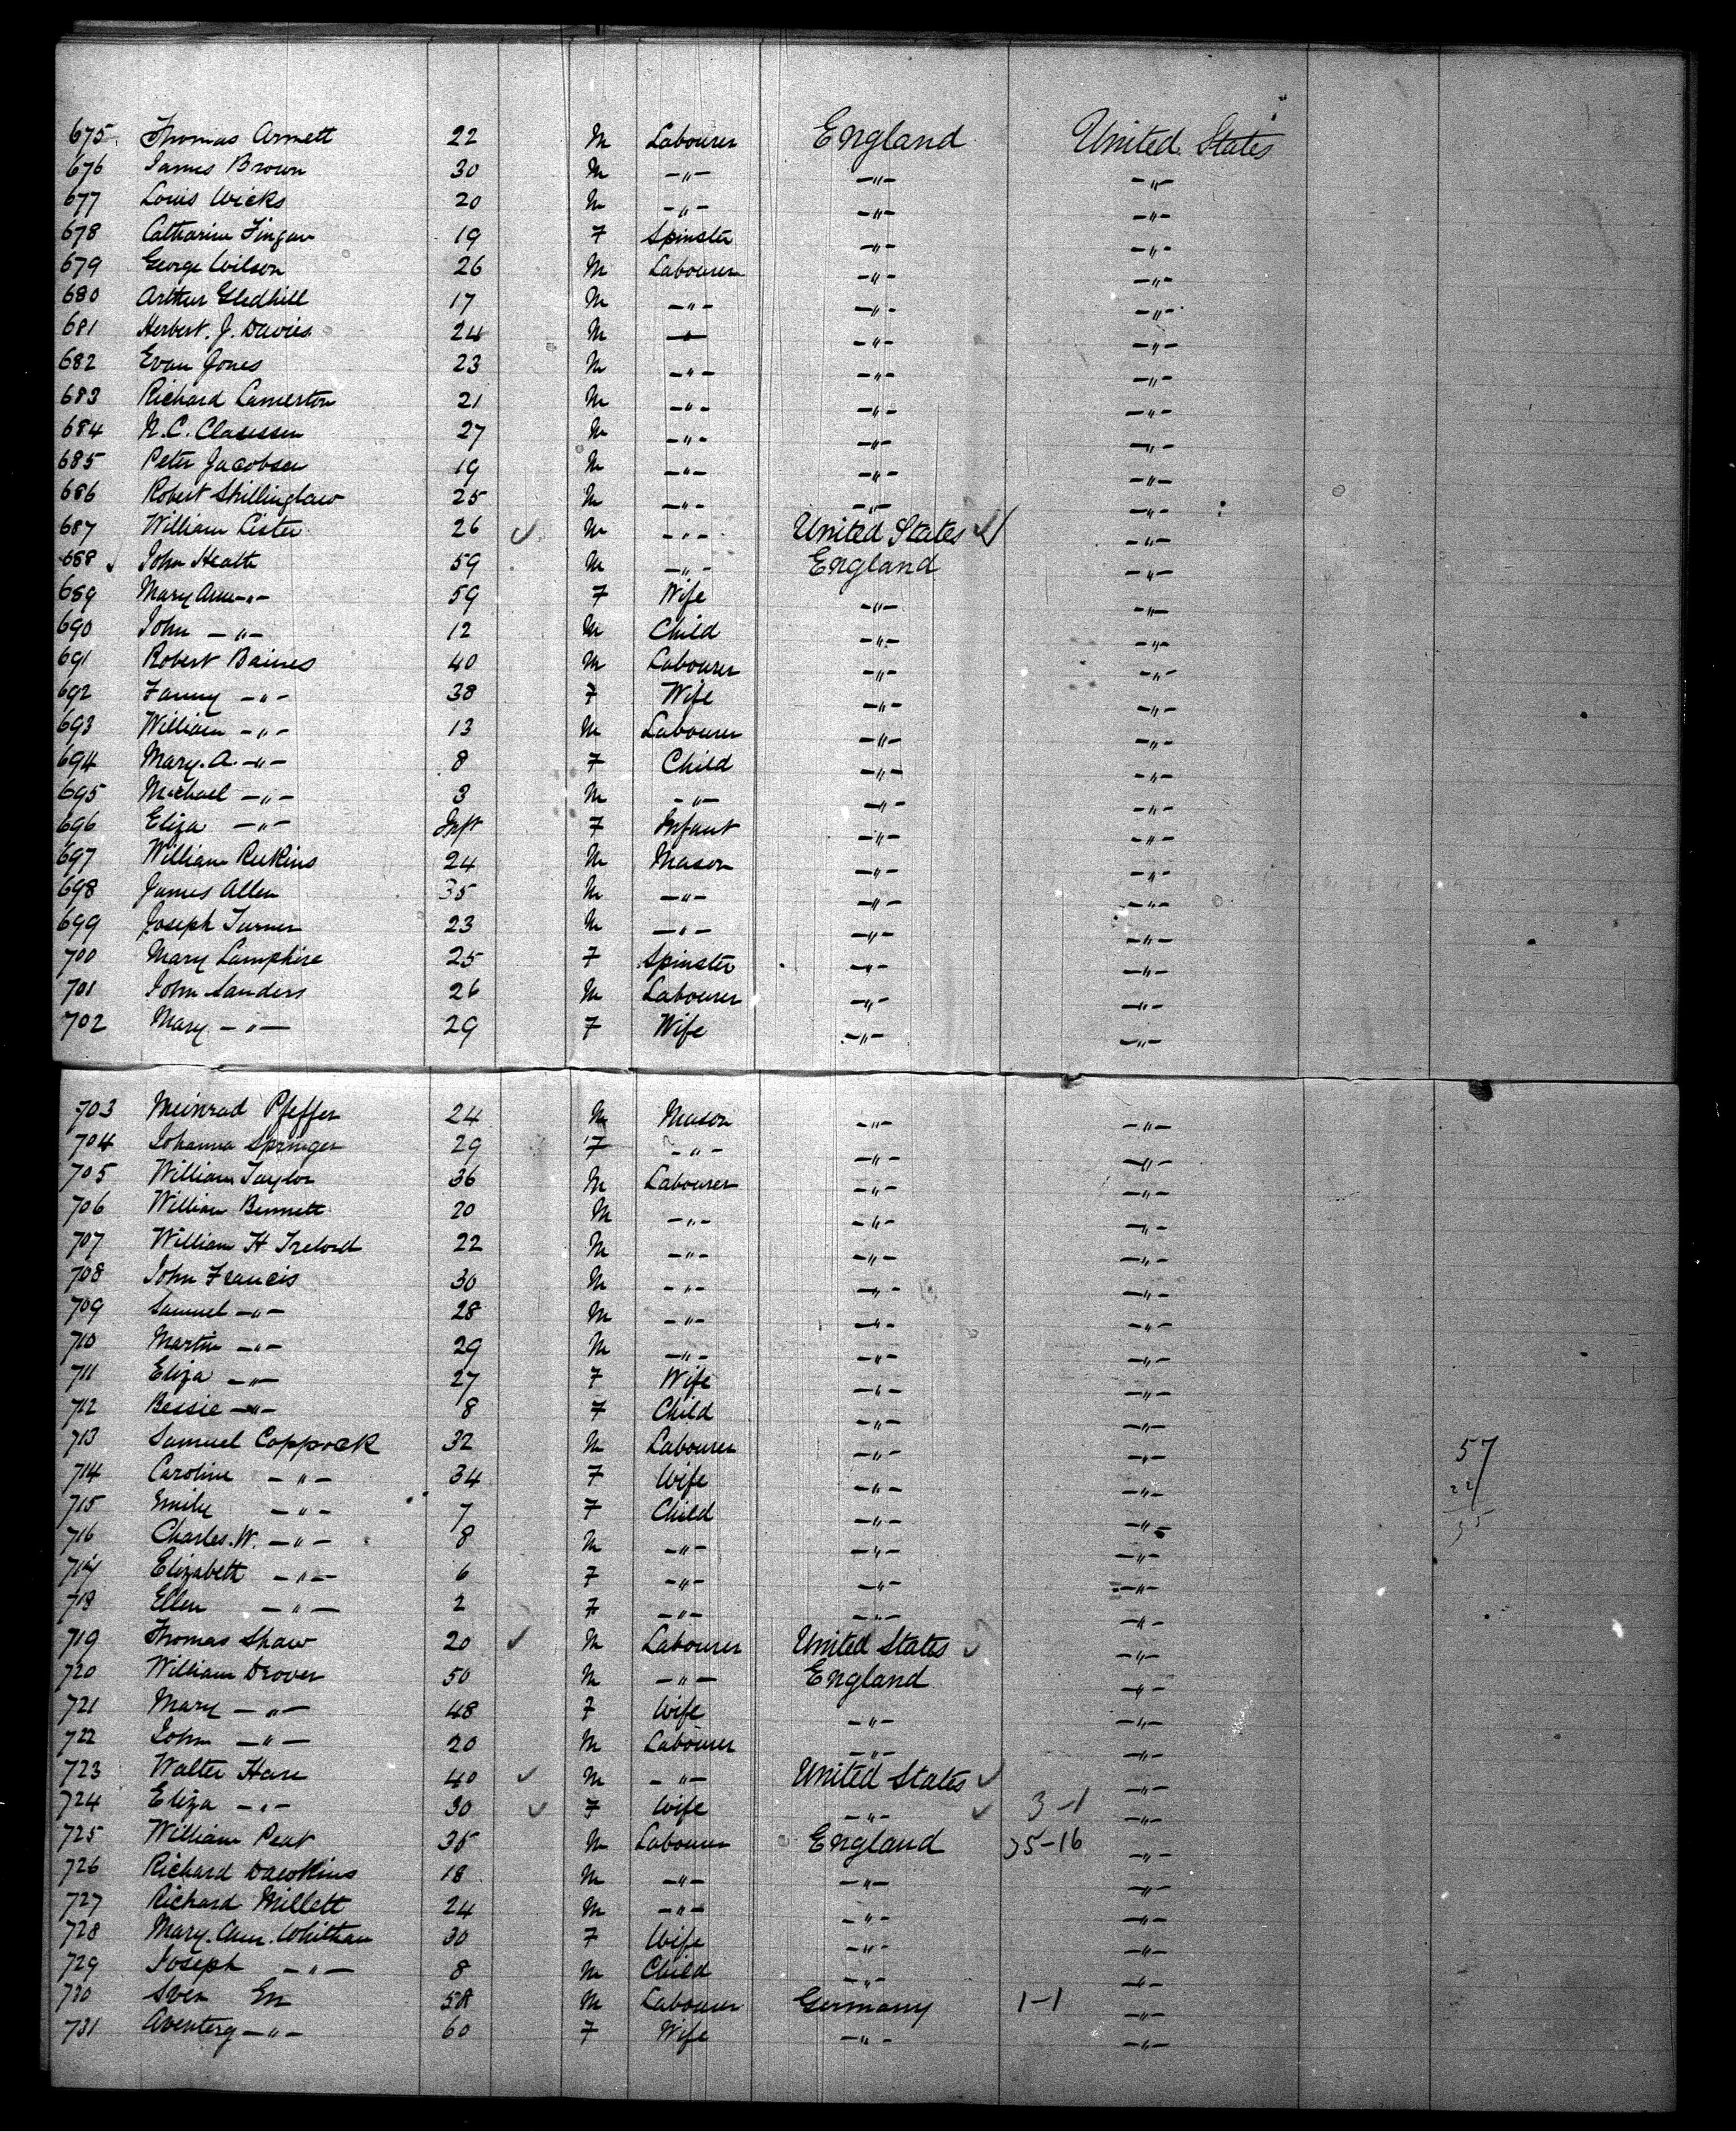 675. Thomas Arnett 22 M Labourer England United States
676 James Brown 30 M -"- -"- -"-
677 Louis Wicks 20 M -"- -"- -"-
678 Catharine Fingan 19 F Spinster -"- -"-
679 George Wilson 26 M Labourer -"- -"-
680 Arthur Gledhill 17 M -"- -"- -"-
681 Herbert. J. Davies 24 M -"- -"- -"-
682 Evan Jones 23 M -"- -"- -"-
683 Richard Lamerton 21 M -"- -"- -"-
684 N. C. Clasessen 27 M -"- -"- -"-
685 Peter Jacobsen 19 M -"- -"- -"-
686 Robert Shillinglaw 25 M -"- -"- -"-
687 William Lister 26 ✓ M -"- United States ✓ -"-
688 ✓ John Heath 59 M -"- England -"-
689 Mary Ann -"- 59 F Wife -"- -"-
690 John -"- 12 M Child -"- -"-
691 Robert Baines 40 M Labourer -"- -"-
692 Fanny -"- 38 F Wife -"- -"-
693 William -"- 13 M Labourer -"- -"-
694 Mary. A. -"- 8 F Child -"- -"-
695 Michael -"- 3 M -"- -"- -"-
696 Eliza -"- Inft F Infant -"- -"-
697 William 24 M Mason -"- -"-
698 James Allen 35 M -"- -"- -"-
699 Joseph Turner 23 M -"- -"- -"-
700 Mary Lamphire 25 F Spinster -"- -"-
701 John Sanders 26 M Labourer -"- -"-
702 Mary -"- 29 F Wife -"- -"-
703 Meinrad Pfeffer 24 M Mason -"- -"-
704 Johanna Springer 29 F -"- -"- -"-
705 William Taylor 36 M Labourer -"- -"-
706 William Bennett 20 M -"- -"- -"-
707 William H 22 M -"- -"- -"-
708 John Francis 30 M -"- -"- -"-
709 Samuel -"- 28 M -"- -"- -"-
710 Martin -"- 29 M -"- -"- -"-
711 Eliza -"- 27 F Wife -"- -"-
712 Bessie -"- 8 F Child -"- -"-
713 Samuel Coppock 32 M Labourer -"- -"- 57
714 Caroline -"- 34 F Wife -"- -"- 22
715 Emily -"- 7 F Child -"- -"- 35
716 Charles. W. -"- 8 M -"- -"- -"-
717 Elizabeth -"- 6 F -"- -"- -"-
718 Ellen -"- 2 F -"- -"- -"-
719 Thomas Shaw 20 ✓ M Labourer United States ✓ -"-
720 William Drover 50 M -"- England -"-
721 Mary -"- 48 F Wife -"- -"-
722 John -"- 20 M Labourer -"- -"-
723 Walter Hare 40 ✓ M -"- United States ✓ -"-
724 Eliza -"- 30 ✓ F Wife -"- ✓ 3-1 -"-
725 William Peat 35 M Labourer England 35-16 -"-
726 Richard Dawkins 18 M -"- -"- -"-
727 Richard Millett 24 M -"- -"- -"-
728 Mary. Ann. Whitham 30 F Wife -"- -"-
729 Joseph -"- 8 M Child -"- -"-
730 Sven En M Labourer Germany 1-1 -"-
731 -"- 60 F Wife -"- -"-